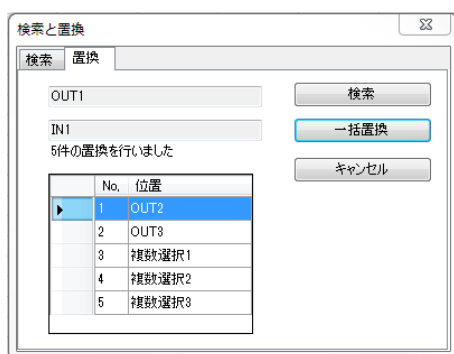 検索と置換
検索 置換
OUT1 検索
IN1 一括置換
5件の置換を行いました
キャンセル
No. 位置
1 OUT2
2 OUT3
3 複数選択1
4 複数選択2
5 複数選択3